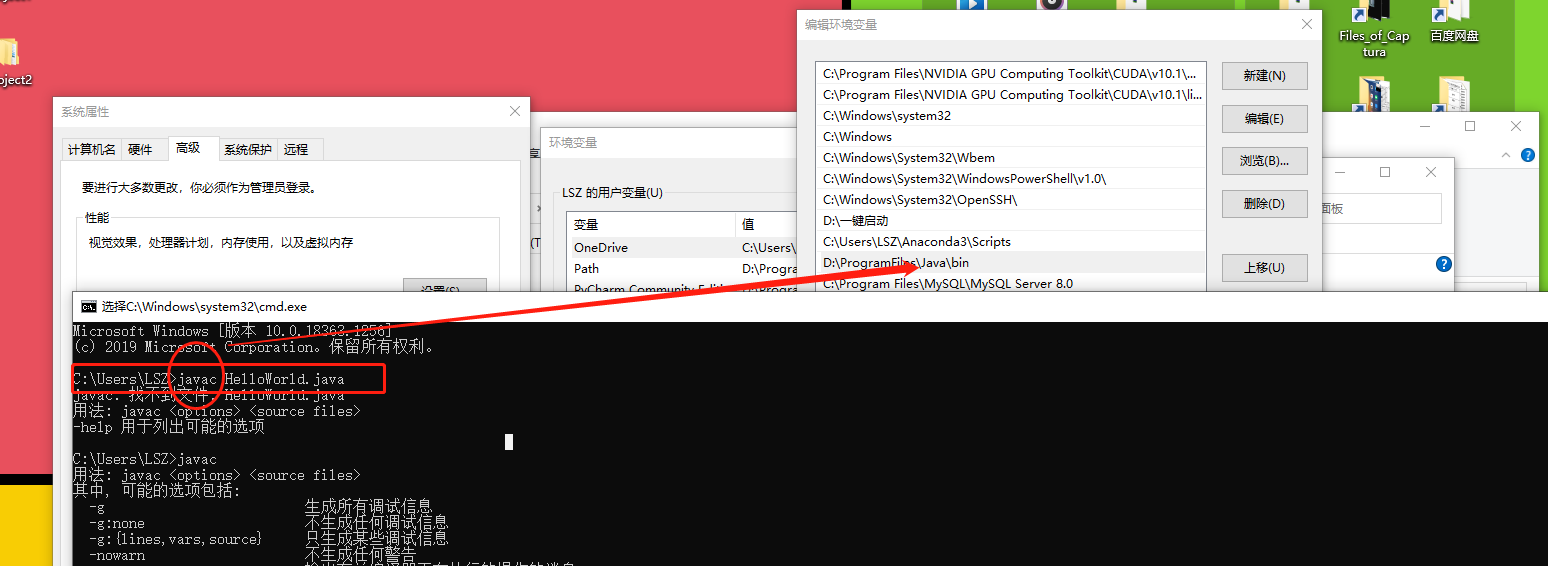 Files_of_Captura
百度网盘
oject2
编辑环境变量
C:\Program Files\NVIDIA GPU Computing Toolkit\CUDA\v10.1\...
C:\Program Files\NVIDIA GPU Computing Toolkit\CUDA\v10.1\li...
C:\Windows\system32
C:\Windows
C:\Windows\System32\Wbem
C:\Windows\System32\WindowsPowerShell\v1.0\
C:\Windows\System32\OpenSSH\
D:\一键启动
C:\Users\LSZ\Anaconda3\Scripts
D:\ProgramFiles\Java\bin
C:\Program Files\MySQL\MySQL Server 8.0
新建(N)
编辑(E)
浏览(B)...
删除(D)
上移(U)
面板
系统属性
计算机名 硬件 高级 系统保护 远程
要进行大多数更改，你必须作为管理员登录。
性能
视觉效果，处理器计划，内存使用，以及虚拟内存
设置(S)...
环境变量
LSZ 的用户变量(U)
变量 值
OneDrive C:\Users\
Path D:\Progra
PyCharm Community Editi
选择C:\Windows\system32\cmd.exe
Microsoft Windows [版本 10.0.18363.1256]
(c) 2019 Microsoft Corporation。保留所有权利。
C:\Users\LSZ>javac HelloWorld.java
javac: 找不到文件: HelloWorld.java
用法: javac <options> <source files>
-help 用于列出可能的选项
C:\Users\LSZ>javac
用法: javac <options> <source files>
其中, 可能的选项包括:
-g 生成所有调试信息
-g:none 不生成任何调试信息
-g:{lines,vars,source} 只生成某些调试信息
-nowarn 不生成任何警告